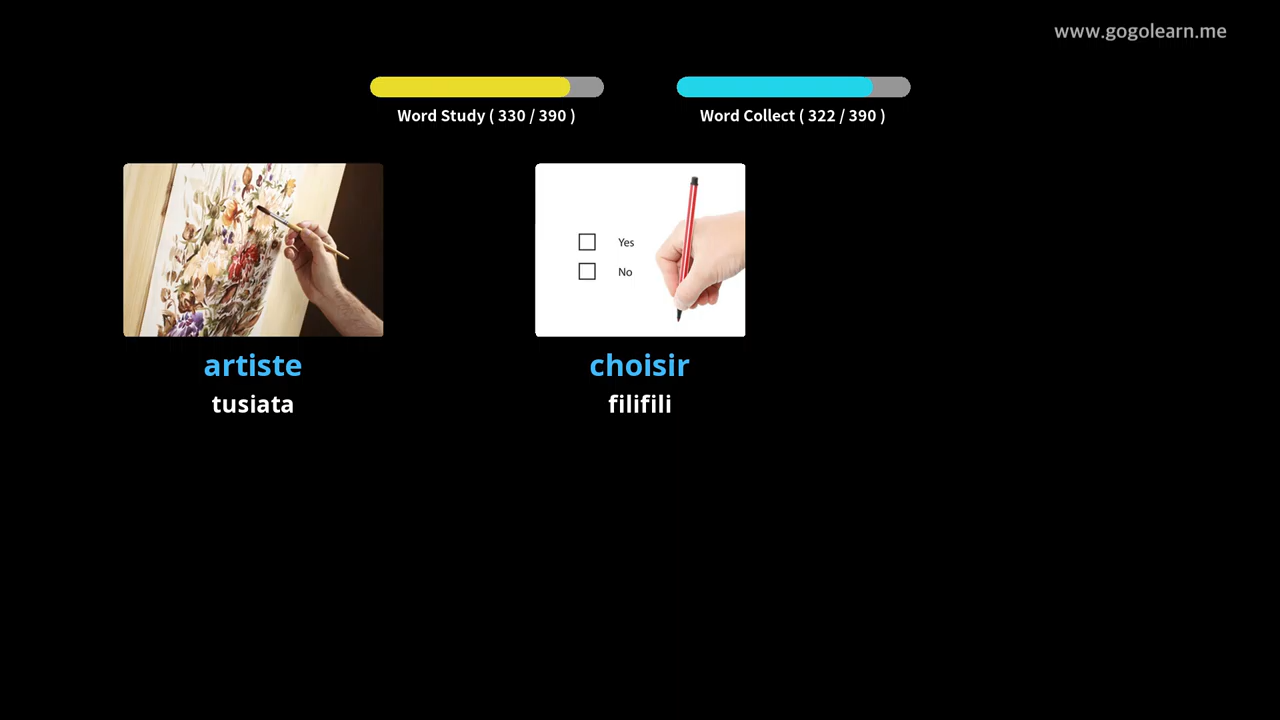 www.gogolearn.me
Word Study ( 330 / 390 )
Word Collect ( 322 / 390 )
Yes
No
artiste
tusiata
choisir
filifili